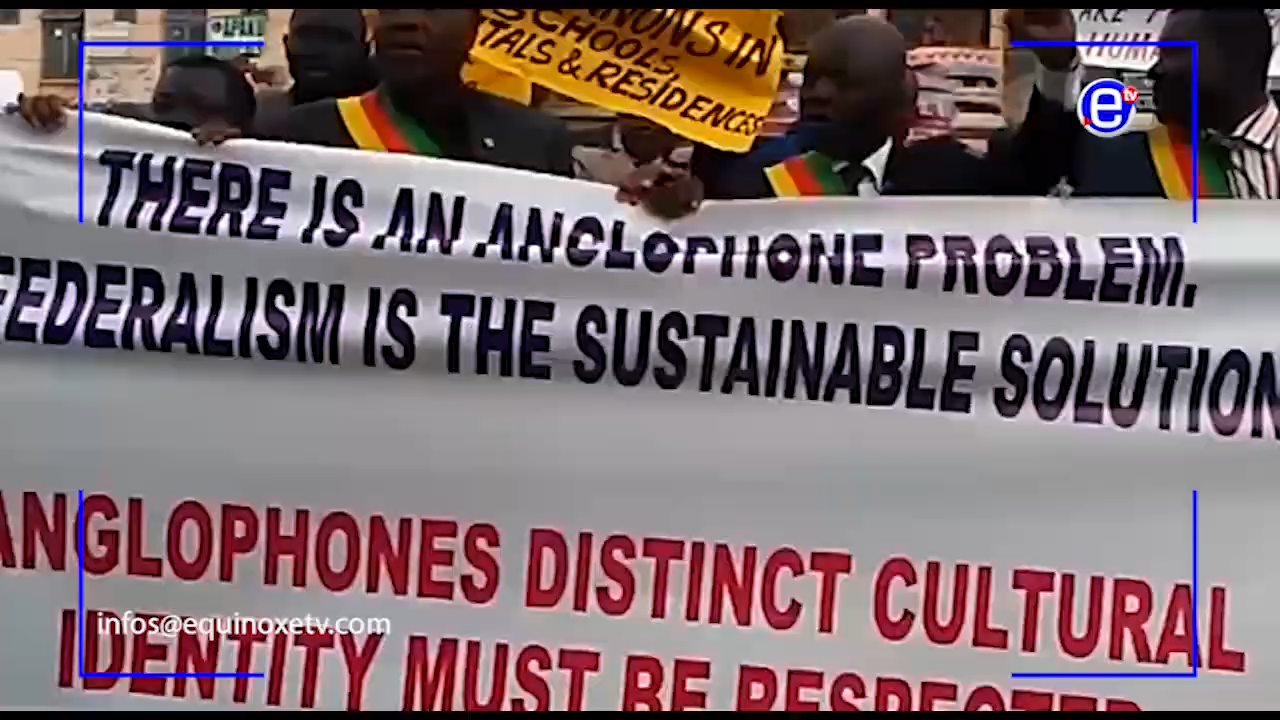 SCHOOLS,
TALS & RESIDENCES
e tv
THERE IS AN ANGLOPHONE PROBLEM.
FEDERALISM IS THE SUSTAINABLE SOLUTION
ANGLOPHONES DISTINCT CULTURAL
infos@equinoxetv.com
IDENTITY MUST BE RESPECTED